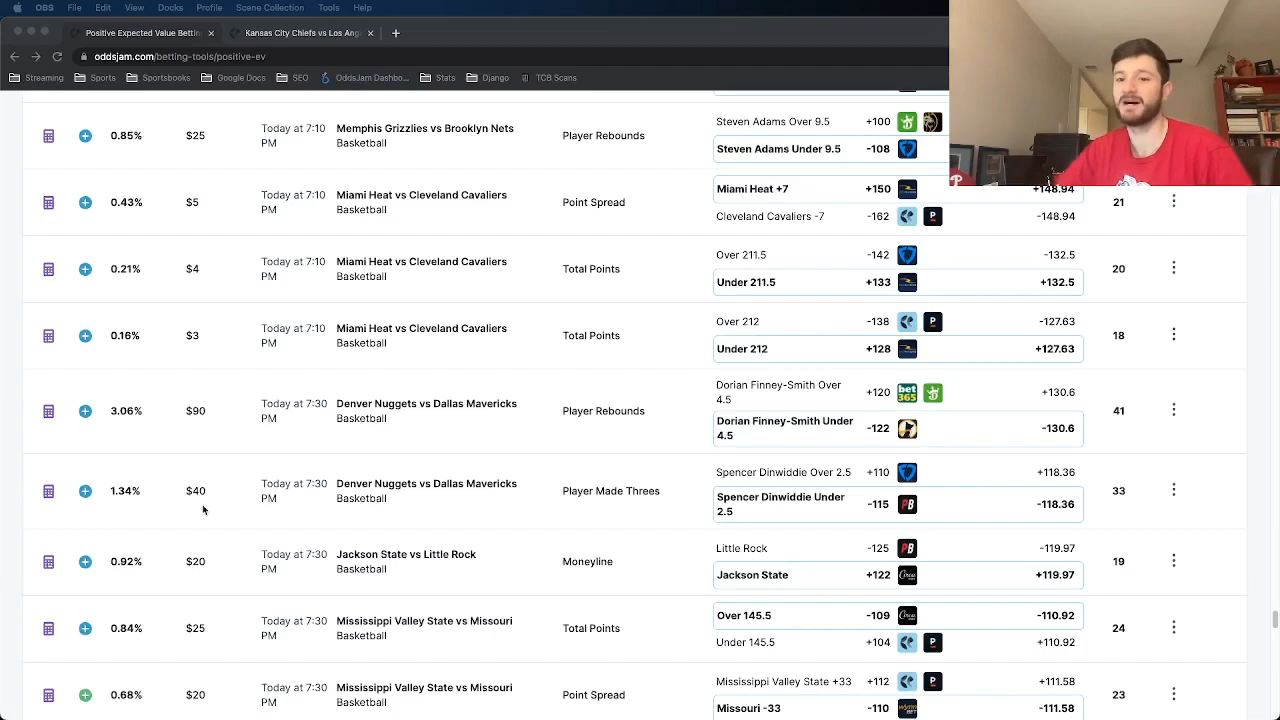 OBS File Edit View Docks Profile Scene Collection Tools Help
Positive Expected Value Bettin
Kansas City Chiefs vs Los Ang
oddsjam.com/betting-tools/positive-ev
Streaming Sports Sportsbooks Google Docs SEO OddsJam Dashbo... Units Django TCB Sorts
0.85% $25 Today at 7:10 PM Memphis Grizzlies vs Brooklyn Nets
Basketball
Player Rebounds
Steven Adams Over 9.5 +100
Steven Adams Under 9.5 -108
0.43% $5 Today at 7:10 PM Miami Heat vs Cleveland Cavaliers
Basketball
Point Spread
Miami Heat +7 +150 +148.94
Cleveland Cavaliers -7 -162 P -148.94
21
0.21% $4 Today at 7:10 PM Miami Heat vs Cleveland Cavaliers
Basketball
Total Points
Over 211.5 -142 -132.5
Under 211.5 +133 +132.5
20
0.16% $3 Today at 7:10 PM Miami Heat vs Cleveland Cavaliers
Basketball
Total Points
Over 212 -138 P -127.63
Under 212 +128 +127.63
18
3.06% $90 Today at 7:30 PM Denver Nuggets vs Dallas Mavericks
Basketball
Player Rebounds
Dorian Finney-Smith Over 4.5 +120 bet365 +130.6
Dorian Finney-Smith Under 4.5 -122 -130.6
41
1.34% $40 Today at 7:30 PM Denver Nuggets vs Dallas Mavericks
Basketball
Player Made Threes
Spencer Dinwiddie Over 2.5 +110 +118.36
Spencer Dinwiddie Under 2.5 -115 PB -118.36
33
0.92% $20 Today at 7:30 PM Jackson State vs Little Rock
Basketball
Moneyline
Little Rock -125 PB -119.97
Jackson State +122 Circa +119.97
19
0.84% $25 Today at 7:30 PM Mississippi Valley State vs Missouri
Basketball
Total Points
Over 145.5 -109 Circa -110.92
Under 145.5 +104 P +110.92
24
0.68% $20 Today at 7:30 PM Mississippi Valley State vs Missouri
Basketball
Point Spread
Mississippi Valley State +33 +112 P +111.58
Missouri -33 -110 WYNN BET -111.58
23